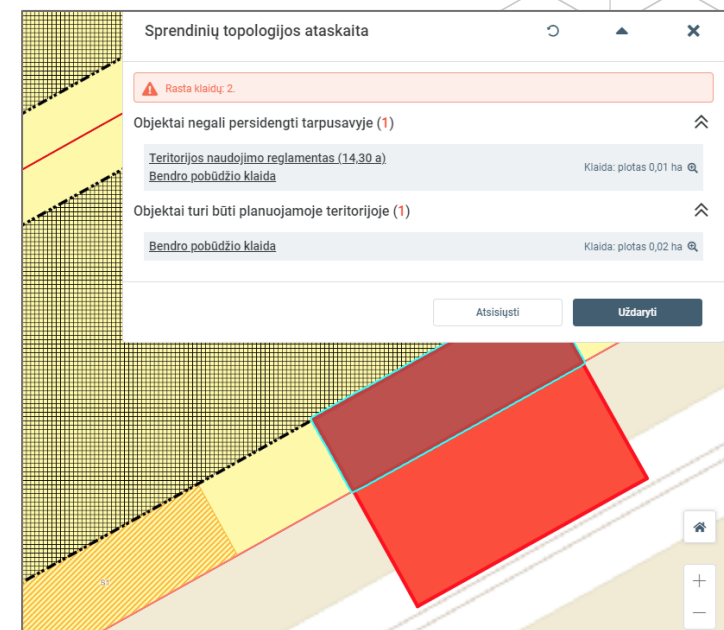 Sprendinių topologijos ataskaita
Rasta klaidų: 2.
Objektai negali persidengti tarpusavyje (1)
Teritorijos naudojimo reglamentas (14,30 a)
Bendro pobūdžio klaida
Klaida: plotas 0,01 ha
Objektai turi būti planuojamoje teritorijoje (1)
Bendro pobūdžio klaida
Klaida: plotas 0,02 ha
Atsisiųsti
Uždaryti